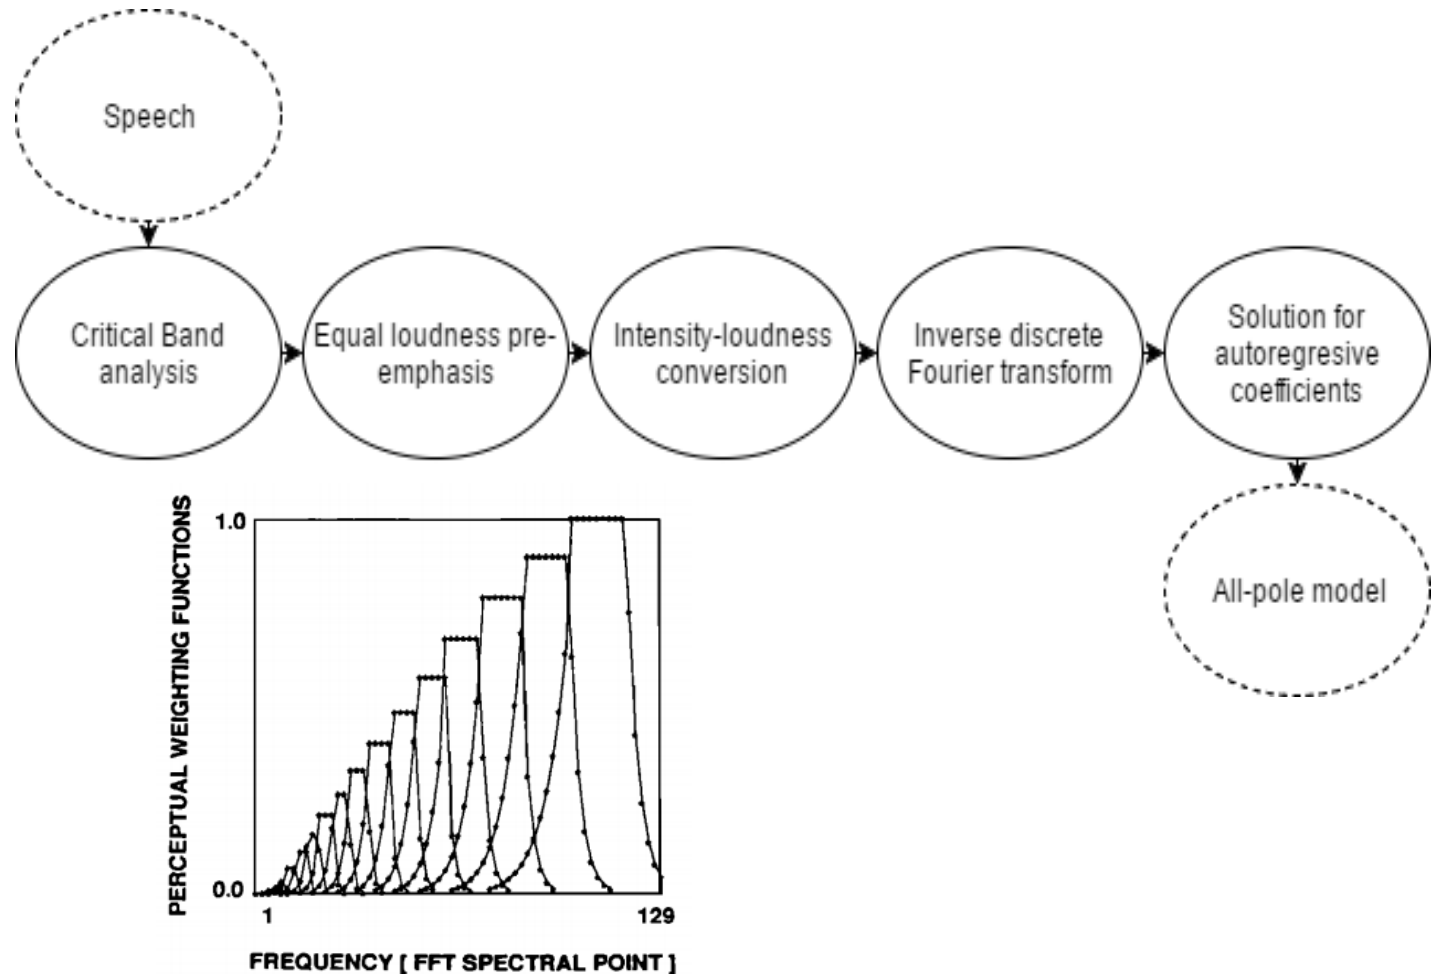 Speech
Critical Band
analysis
Equal loudness pre-
emphasis
Intensity-loudness
conversion
Inverse discrete
Fourier transform
Solution for
autoregresive
coefficients
All-pole model
PERCEPTUAL WEIGHTING FUNCTIONS
1.0
0.0
1
129
FREQUENCY [ FFT SPECTRAL POINT ]